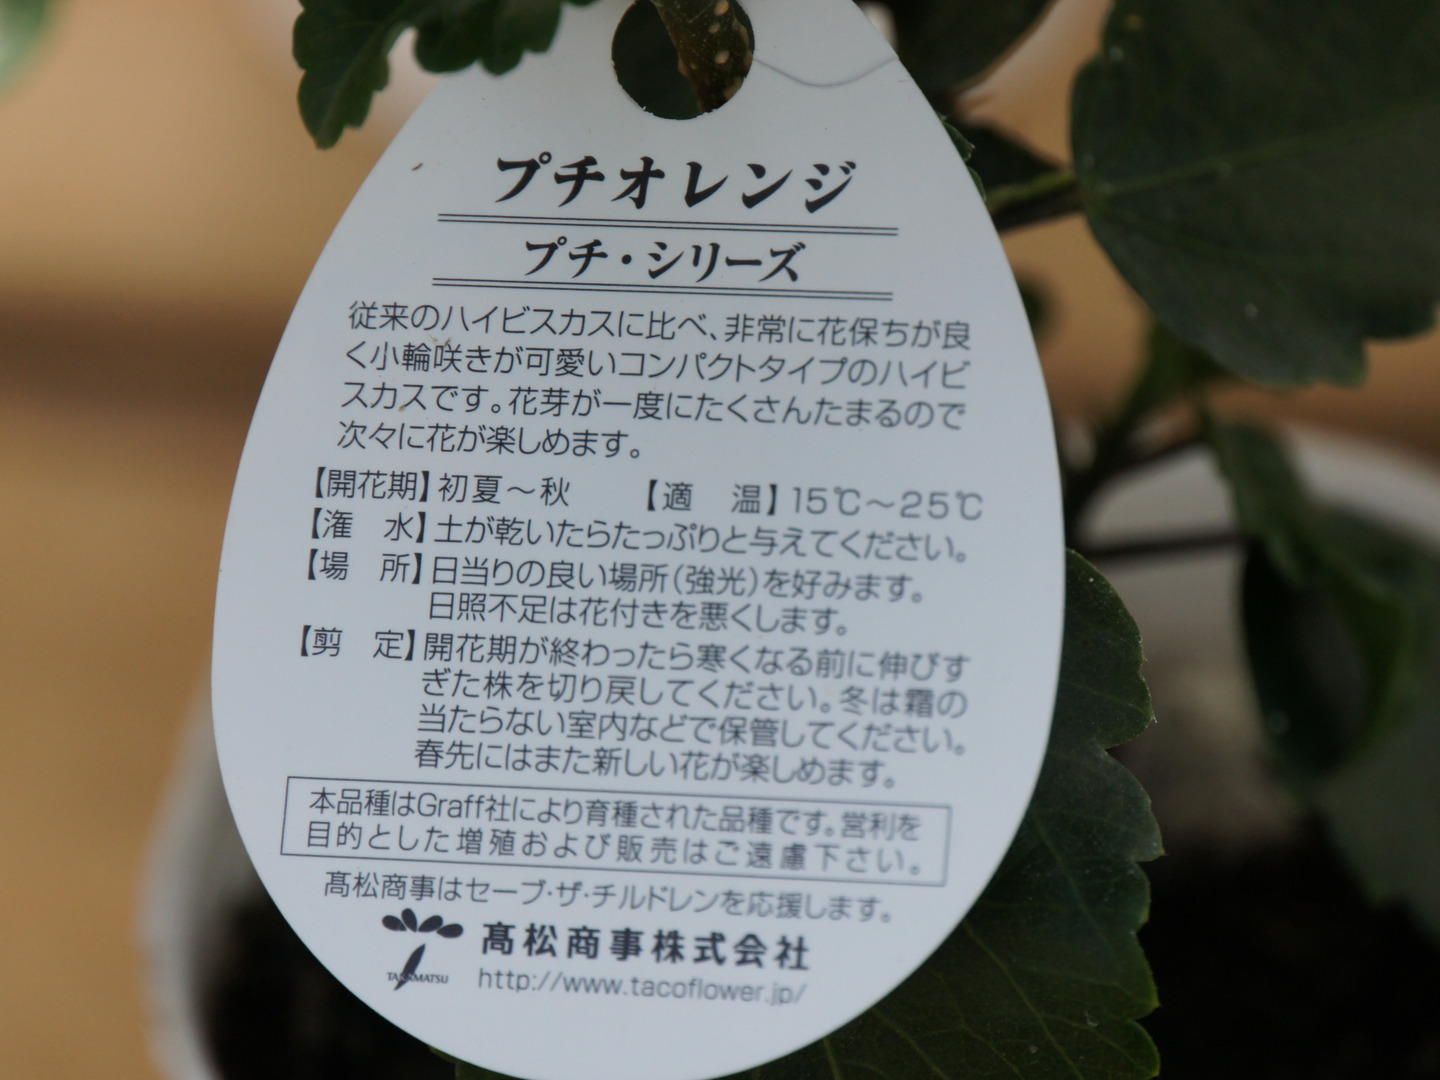 プチオレンジ
プチ・シリーズ
従来のハイビスカスに比べ、非常に花保ちが良
く小輪咲きが可愛いコンパクトタイプのハイビ
スカスです。花芽が一度にたくさんたまるので
次々に花が楽しめます。
【開花期】初夏～秋 【適 温】15℃～25℃
【潅 水】土が乾いたらたっぷりと与えてください。
【場 所】日当りの良い場所(強光)を好みます。
日照不足は花付きを悪くします。
【剪 定】開花期が終わったら寒くなる前に伸びす
ぎた株を切り戻してください。冬は霜の
当たらない室内などで保管してください。
春先にはまた新しい花が楽しめます。
本品種はGraff社により育種された品種です。営利を
目的とした増殖および販売はご遠慮下さい。
髙松商事はセーブ・ザ・チルドレンを応援します。
TAKAMATSU
髙松商事株式会社
http://www.tacoflower.jp/